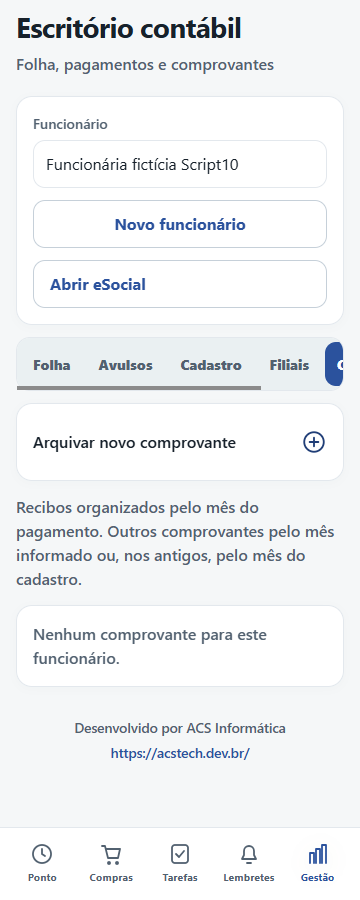 Escritório contábil
Folha, pagamentos e comprovantes
Funcionário
Funcionária fictícia Script10
Novo funcionário
Abrir eSocial
Folha Avulsos Cadastro Filiais
Arquivar novo comprovante
Recibos organizados pelo mês do
pagamento. Outros comprovantes pelo mês
informado ou, nos antigos, pelo mês do
cadastro.
Nenhum comprovante para este
funcionário.
Desenvolvido por ACS Informática
https://acstech.dev.br/
Ponto Compras Tarefas Lembretes Gestão